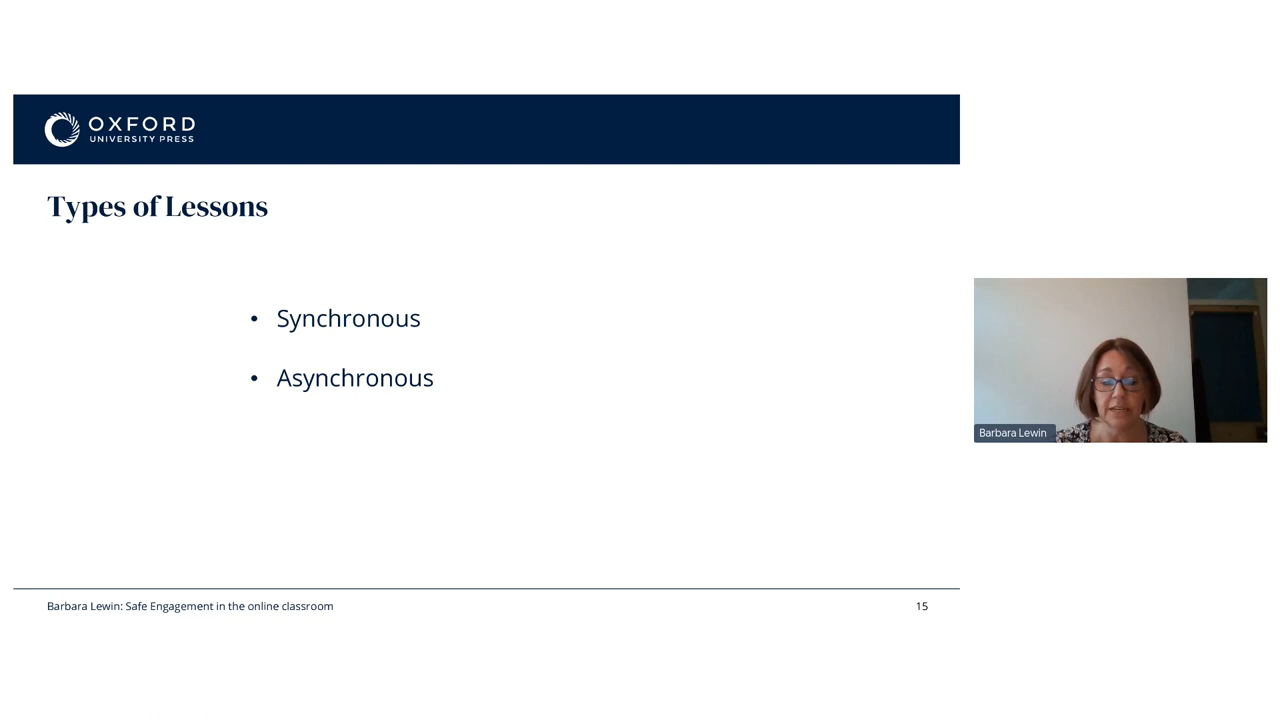 OXFORD
UNIVERSITY PRESS
Types of Lessons
• Synchronous
• Asynchronous
Barbara Lewin
Barbara Lewin: Safe Engagement in the online classroom
15